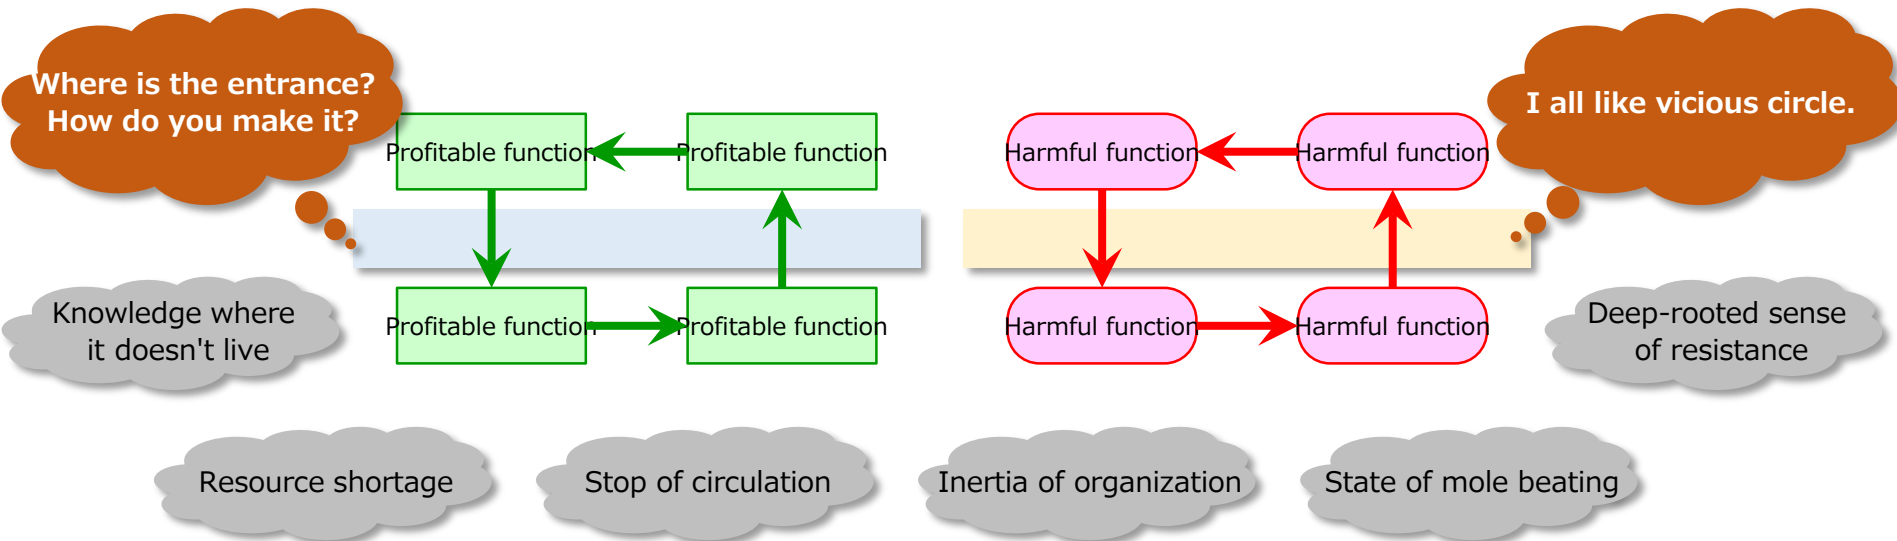 Where is the entrance?
How do you make it?
I all like vicious circle.
Profitable function
Profitable function
Harmful function
Harmful function
Profitable function
Profitable function
Harmful function
Harmful function
Knowledge where
it doesn't live
Deep-rooted sense
of resistance
Resource shortage
Stop of circulation
Inertia of organization
State of mole beating